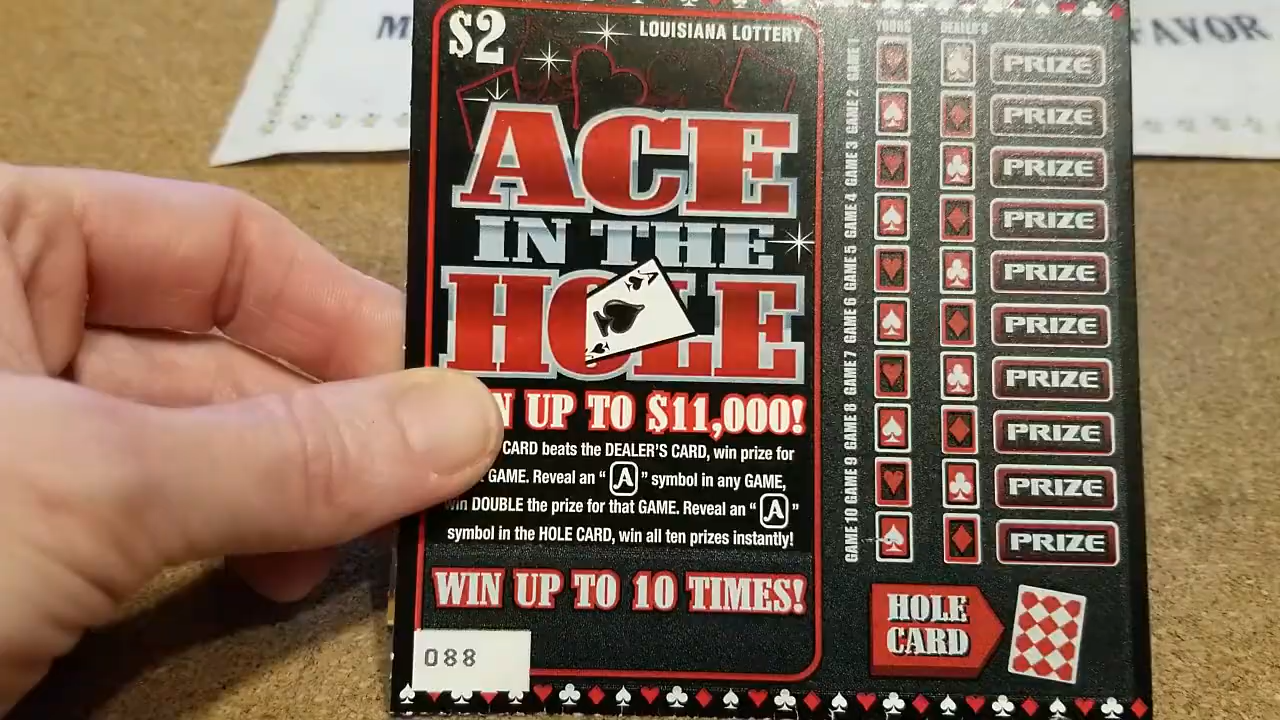 M
FAVOR
$2
LOUISIANA LOTTERY
ACE
IN THE
HOLE
A
UP TO $11,000!
CARD beats the DEALER'S CARD, win prize for
GAME. Reveal an " A " symbol in any GAME,
win DOUBLE the prize for that GAME. Reveal an " A "
symbol in the HOLE CARD, win all ten prizes instantly!
WIN UP TO 10 TIMES!
088
YOURS DEALER'S
GAME 1 PRIZE
GAME 2 PRIZE
GAME 3 PRIZE
GAME 4 PRIZE
GAME 5 PRIZE
GAME 6 PRIZE
GAME 7 PRIZE
GAME 8 PRIZE
GAME 9 PRIZE
GAME 10 PRIZE
HOLE
CARD